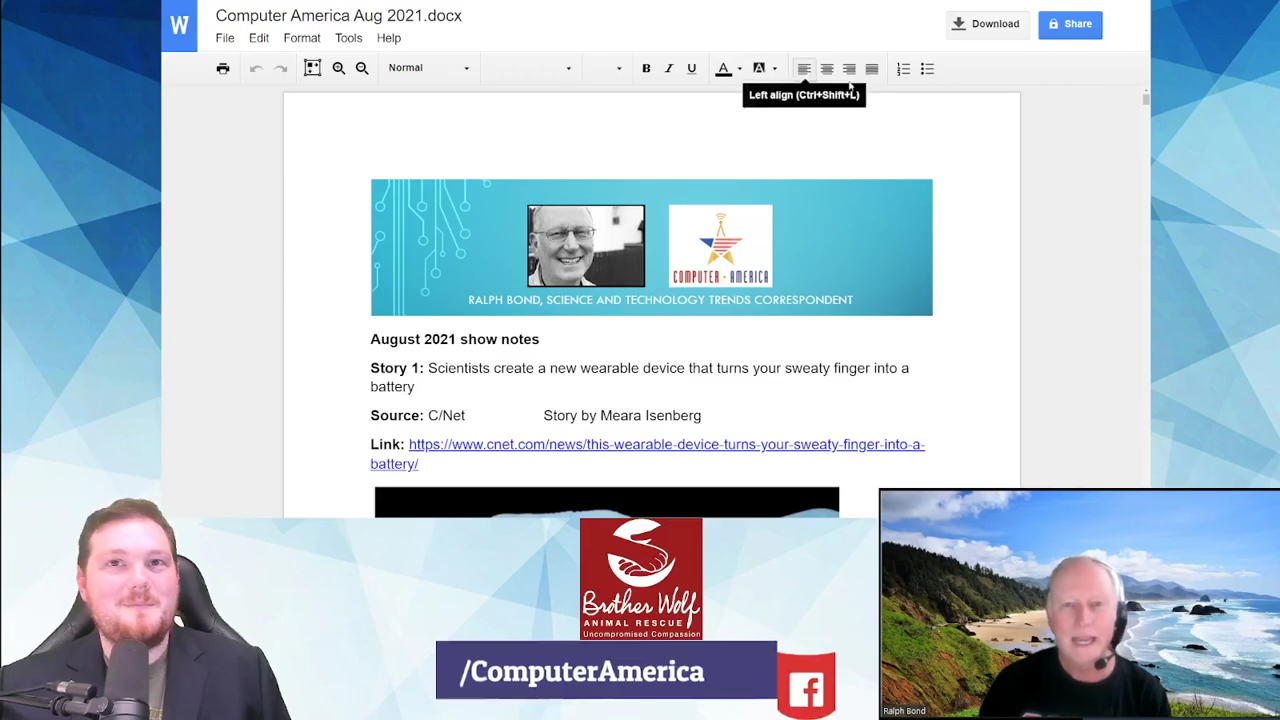 Computer America Aug 2021.docx
File Edit Format Tools Help
Download
Share
W
Normal
B I U A A
Left align (Ctrl+Shift+L)
COMPUTER AMERICA
RALPH BOND, SCIENCE AND TECHNOLOGY TRENDS CORRESPONDENT
August 2021 show notes
Story 1: Scientists create a new wearable device that turns your sweaty finger into a
battery
Source: C/Net Story by Meara Isenberg
Link: https://www.cnet.com/news/this-wearable-device-turns-your-sweaty-finger-into-a-
battery/
Brother Wolf
ANIMAL RESCUE
Uncompromised Compassion
/ComputerAmerica
f
Ralph Bond